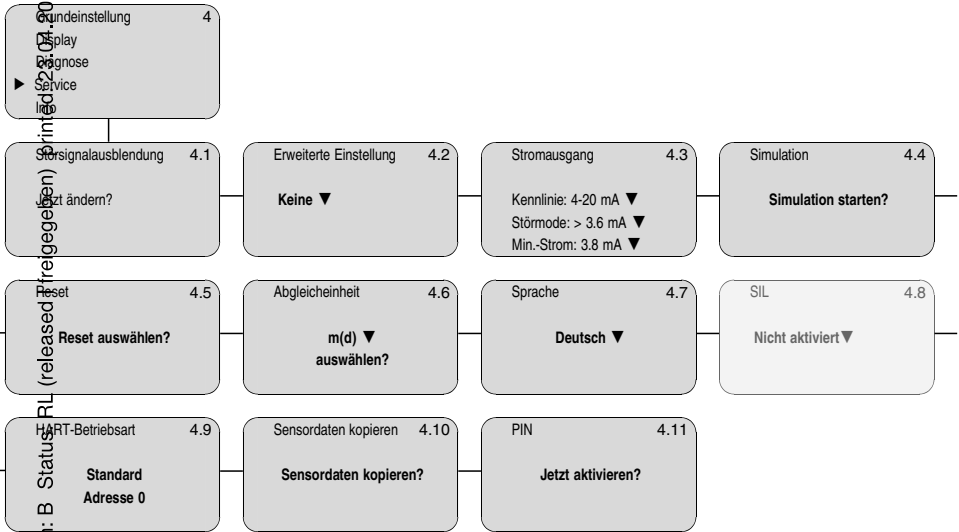 Grundeinstellung 4
Display
Diagnose
▶ Service
Info
Störsignalausblendung 4.1
Jetzt ändern?
Erweiterte Einstellung 4.2
Keine ▼
Stromausgang 4.3
Kennlinie: 4-20 mA ▼
Störmode: > 3.6 mA ▼
Min.-Strom: 3.8 mA ▼
Simulation 4.4
Simulation starten?
Reset 4.5
Reset auswählen?
Abgleicheinheit 4.6
m(d) ▼
auswählen?
Sprache 4.7
Deutsch ▼
SIL 4.8
Nicht aktiviert ▼
HART-Betriebsart 4.9
Standard
Adresse 0
Sensordaten kopieren 4.10
Sensordaten kopieren?
PIN 4.11
Jetzt aktivieren?
n: B Status: RL (released / freigegeben) printed: 23.04.20